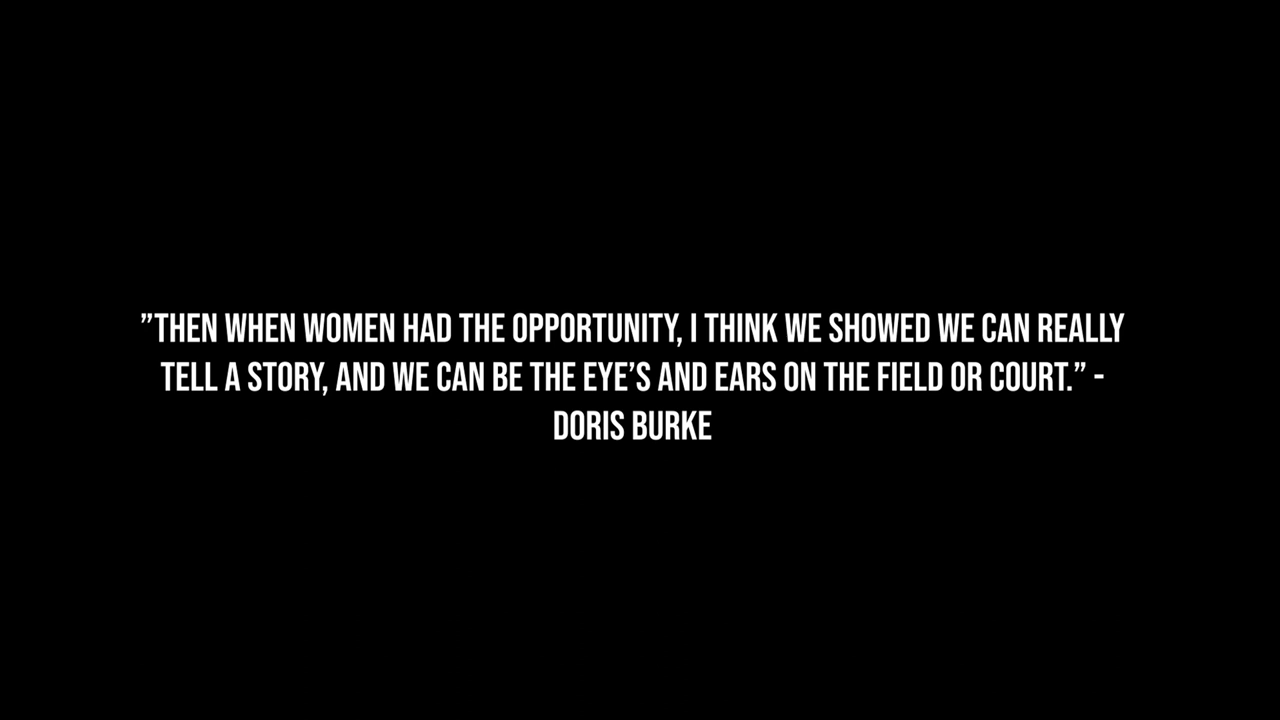 ”THEN WHEN WOMEN HAD THE OPPORTUNITY, I THINK WE SHOWED WE CAN REALLY
TELL A STORY, AND WE CAN BE THE EYE’S AND EARS ON THE FIELD OR COURT.” -
DORIS BURKE